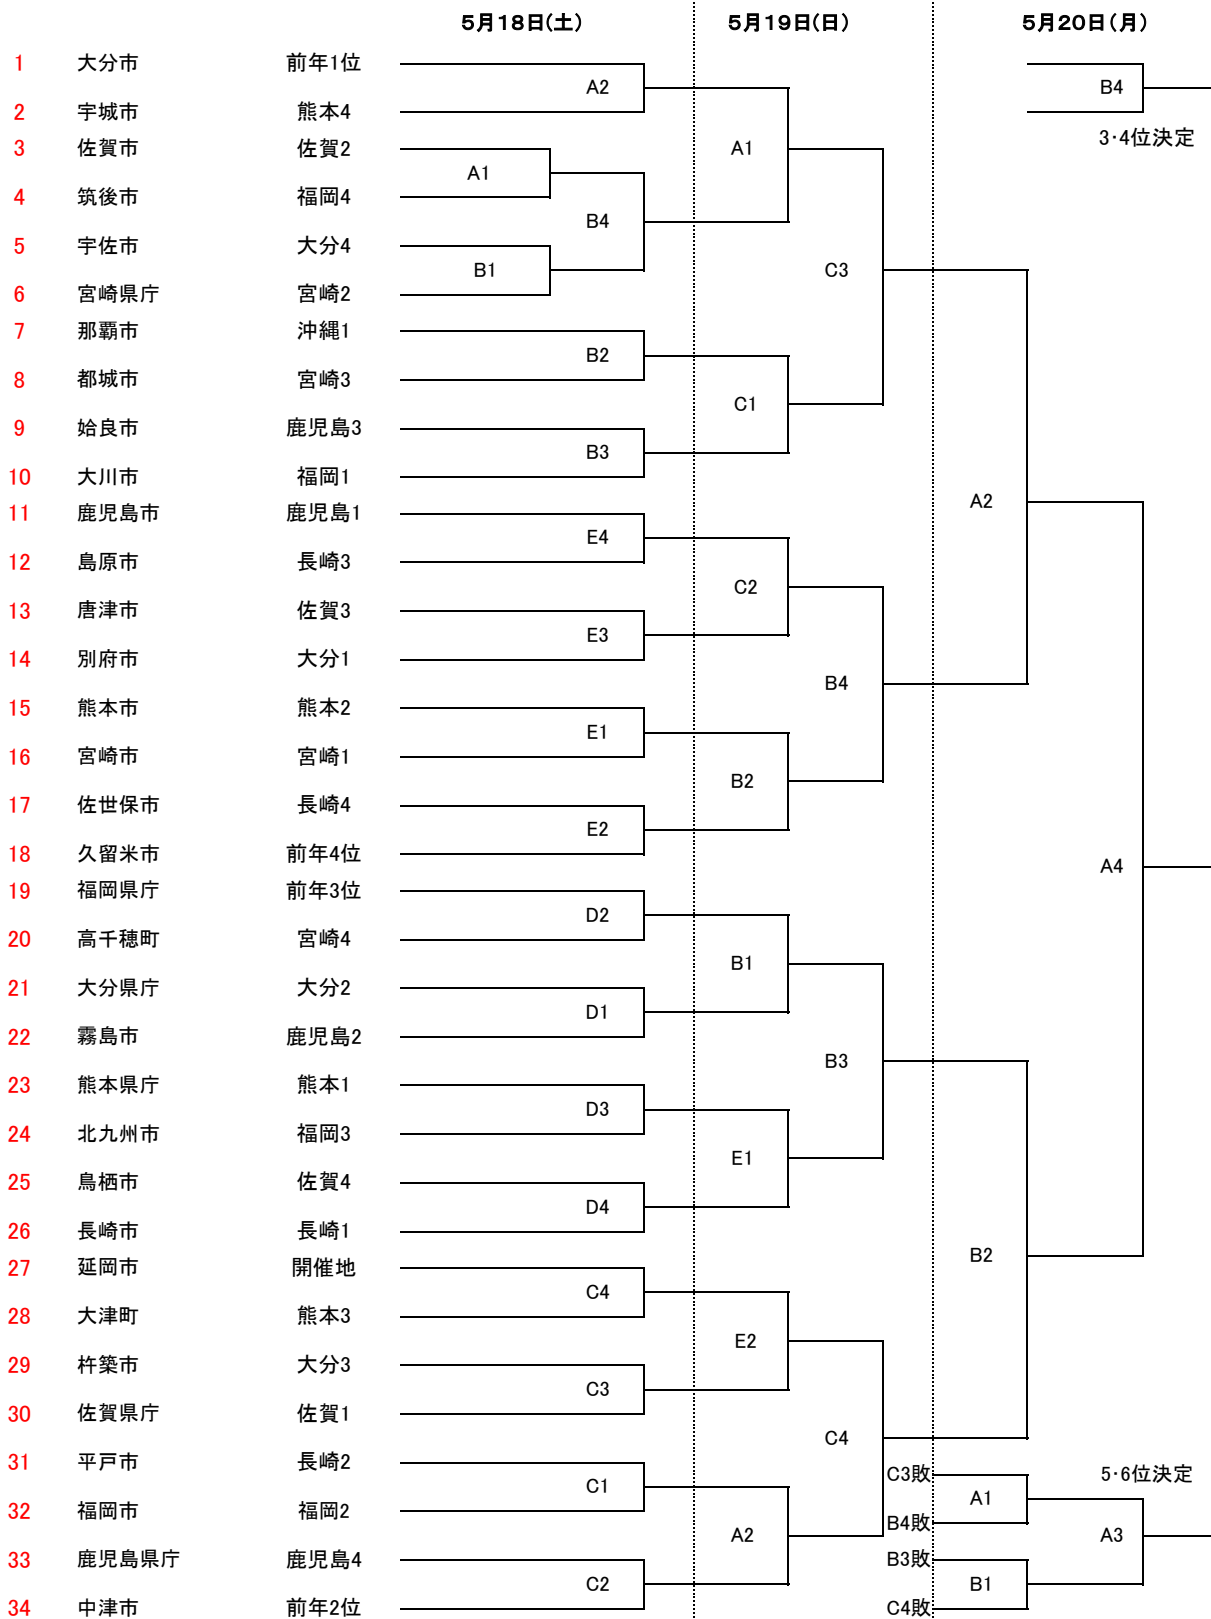 5月18日(土) 5月19日(日) 5月20日(月)
1 大分市 前年1位
A2 B4
2 宇城市 熊本4
3・4位決定
3 佐賀市 佐賀2 A1
A1
4 筑後市 福岡4
B4
5 宇佐市 大分4
B1 C3
6 宮崎県庁 宮崎2
7 那覇市 沖縄1
B2
8 都城市 宮崎3
C1
9 姶良市 鹿児島3
B3
10 大川市 福岡1
A2
11 鹿児島市 鹿児島1
E4
12 島原市 長崎3
C2
13 唐津市 佐賀3
E3
14 別府市 大分1
B4
15 熊本市 熊本2
E1
16 宮崎市 宮崎1
B2
17 佐世保市 長崎4
E2
18 久留米市 前年4位
A4
19 福岡県庁 前年3位
D2
20 高千穂町 宮崎4
B1
21 大分県庁 大分2
D1
22 霧島市 鹿児島2
B3
23 熊本県庁 熊本1
D3
24 北九州市 福岡3
E1
25 鳥栖市 佐賀4
D4
26 長崎市 長崎1
B2
27 延岡市 開催地
C4
28 大津町 熊本3
E2
29 杵築市 大分3
C3
30 佐賀県庁 佐賀1
C4
31 平戸市 長崎2
C3敗 5・6位決定
C1 A1
32 福岡市 福岡2
B4敗
A2 A3
33 鹿児島県庁 鹿児島4 B3敗
C2 B1
34 中津市 前年2位 C4敗